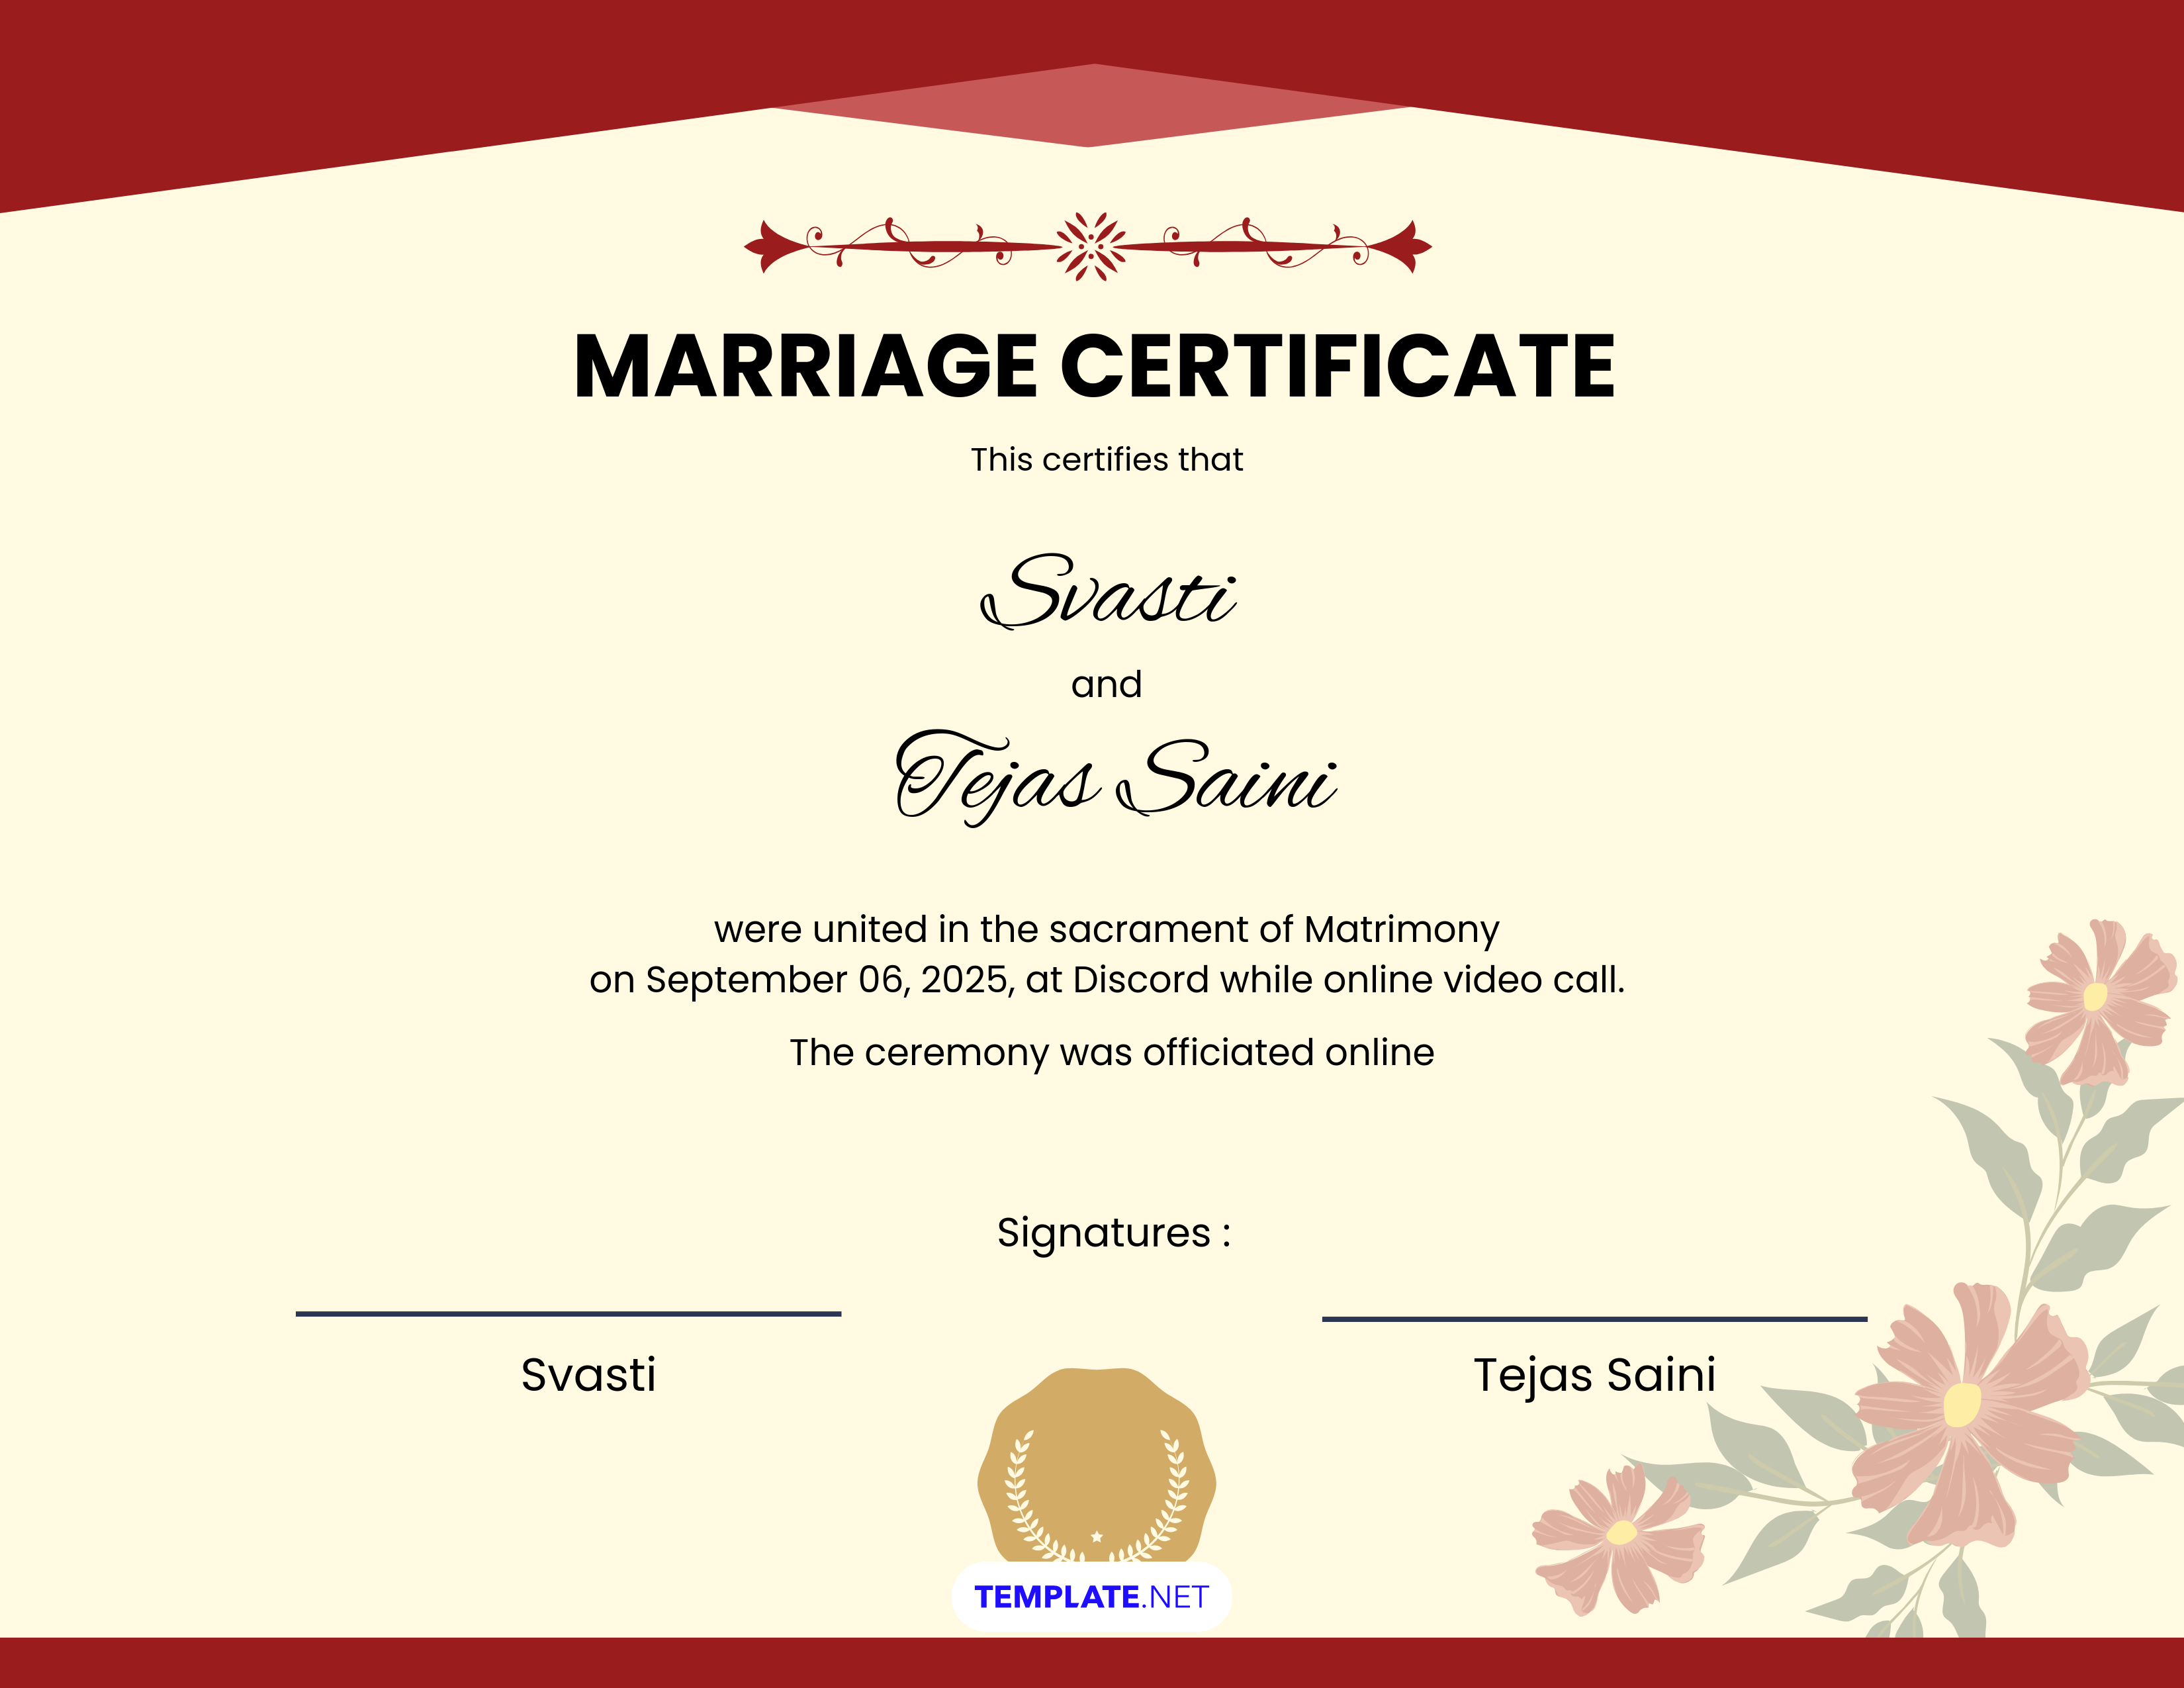 MARRIAGE CERTIFICATE
This certifies that
Svasti
and
Tejas Saini
were united in the sacrament of Matrimony
on September 06, 2025, at Discord while online video call.
The ceremony was officiated online
Signatures :
Svasti
Tejas Saini
TEMPLATE.NET